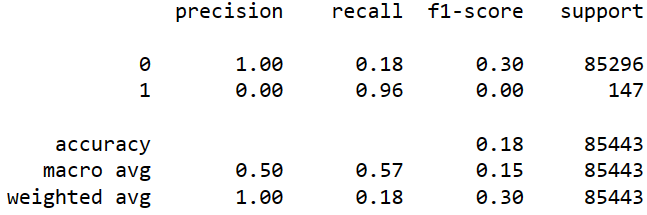 precision recall f1-score support
0 1.00 0.18 0.30 85296
1 0.00 0.96 0.00 147
accuracy 0.18 85443
macro avg 0.50 0.57 0.15 85443
weighted avg 1.00 0.18 0.30 85443